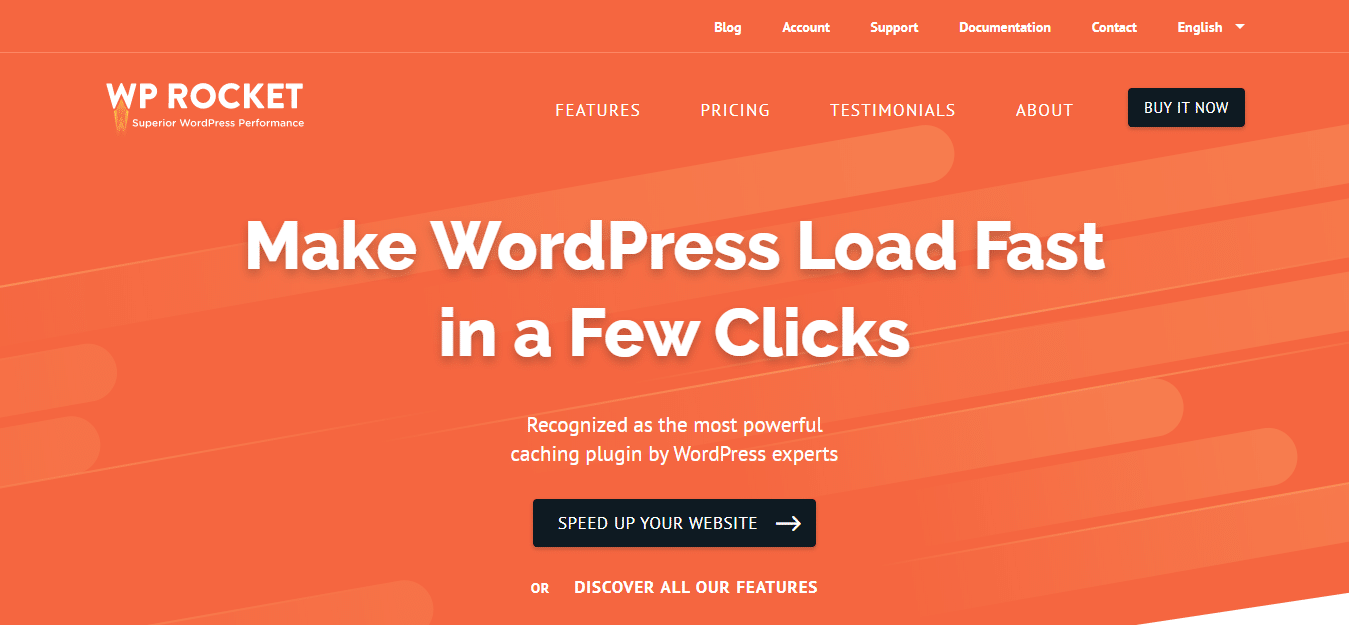 Blog Account Support Documentation Contact English
WP ROCKET
Superior WordPress Performance
FEATURES PRICING TESTIMONIALS ABOUT BUY IT NOW
Make WordPress Load Fast
in a Few Clicks
Recognized as the most powerful
caching plugin by WordPress experts
SPEED UP YOUR WEBSITE
OR DISCOVER ALL OUR FEATURES